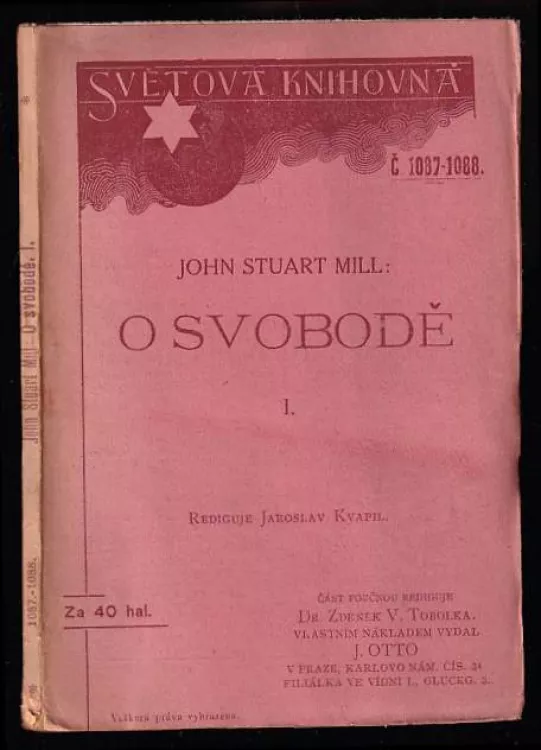 SVĚTOVÁ KNIHOVNA
Č. 1087-1088.
JOHN STUART MILL:
O SVOBODĚ
I.
REDIGUJE JAROSLAV KVAPIL.
Za 40 hal.
ČÁST POUČNOU REDIGUJE
DR. ZDENĚK V. TOBOLKA.
VLASTNÍM NÁKLADEM VYDAL
J. OTTO
V PRAZE, KARLOVO NÁM. ČÍS. 34
FILIÁLKA VE VÍDNI I., GLUCKG. 3.
Veškerá práva vyhrazena.
John Stuart Mill - O svobodě. I.
1087.-1088.